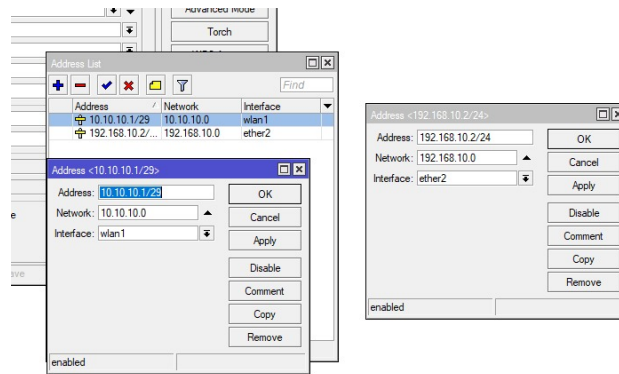 Advanced Mode
Torch
Address List
Find
Address / Network Interface
10.10.10.1/29 10.10.10.0 wlan1
192.168.10.2/... 192.168.10.0 ether2
Address <10.10.10.1/29>
Address: 10.10.10.1/29 OK
Network: 10.10.10.0 Cancel
Interface: wlan1 Apply
Disable
Comment
Copy
Remove
enabled
Address <192.168.10.2/24>
Address: 192.168.10.2/24 OK
Network: 192.168.10.0 Cancel
Interface: ether2 Apply
Disable
Comment
Copy
Remove
enabled